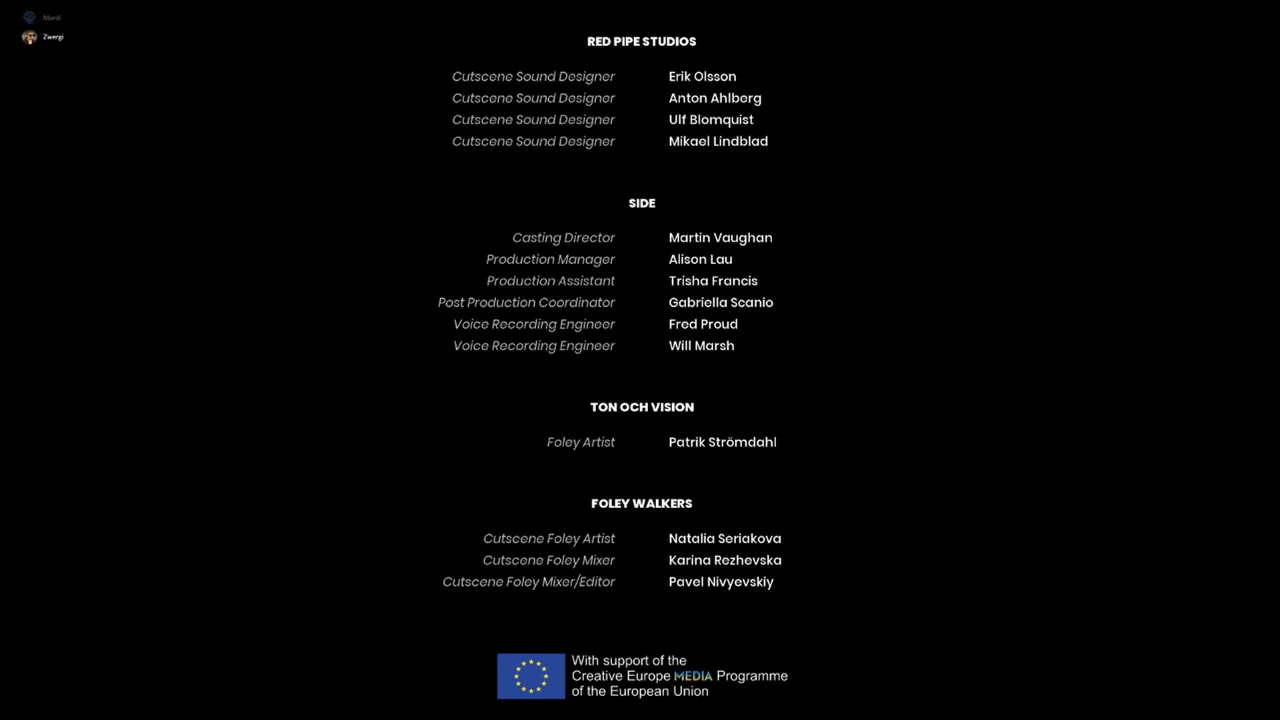 Mardi
Zwergi
RED PIPE STUDIOS
Cutscene Sound Designer Erik Olsson
Cutscene Sound Designer Anton Ahlberg
Cutscene Sound Designer Ulf Blomquist
Cutscene Sound Designer Mikael Lindblad
SIDE
Casting Director Martin Vaughan
Production Manager Alison Lau
Production Assistant Trisha Francis
Post Production Coordinator Gabriella Scanio
Voice Recording Engineer Fred Proud
Voice Recording Engineer Will Marsh
TON OCH VISION
Foley Artist Patrik Strömdahl
FOLEY WALKERS
Cutscene Foley Artist Natalia Seriakova
Cutscene Foley Mixer Karina Rezhevska
Cutscene Foley Mixer/Editor Pavel Nivyevskiy
With support of the
Creative Europe MEDIA Programme
of the European Union